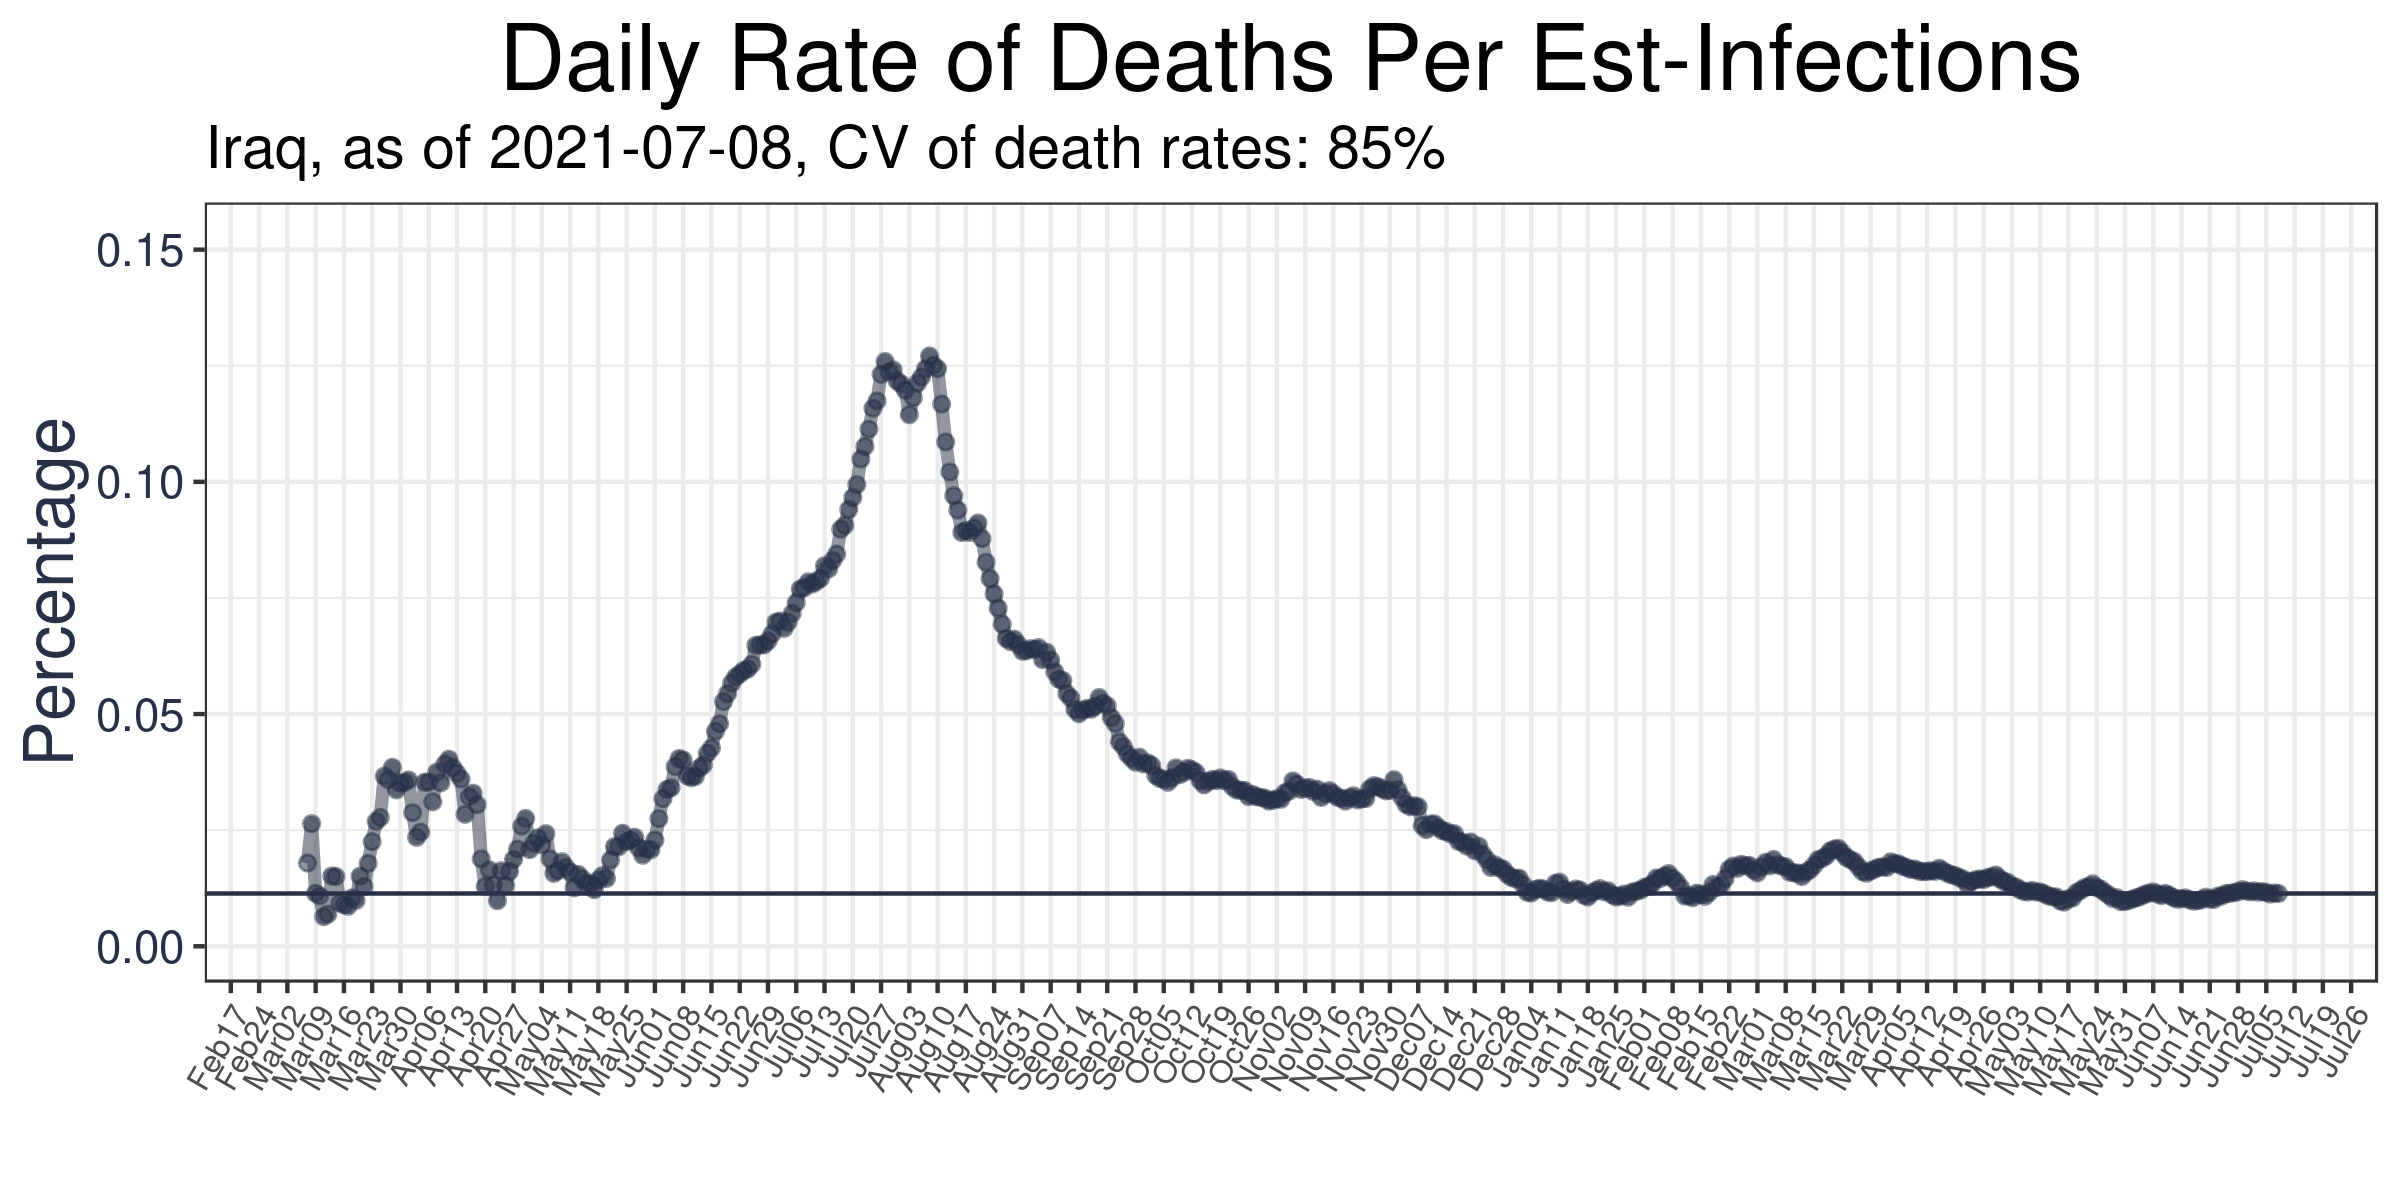 Daily Rate of Deaths Per Est-Infections
Iraq, as of 2021-07-08, CV of death rates: 85%
Percentage
0.15
0.10
0.05
0.00
Feb17
Feb24
Mar02
Mar09
Mar16
Mar23
Mar30
Apr06
Apr13
Apr20
Apr27
May04
May11
May18
May25
Jun01
Jun08
Jun15
Jun22
Jun29
Jul06
Jul13
Jul20
Jul27
Aug03
Aug10
Aug17
Aug24
Aug31
Sep07
Sep14
Sep21
Sep28
Oct05
Oct12
Oct19
Oct26
Nov02
Nov09
Nov16
Nov23
Nov30
Dec07
Dec14
Dec21
Dec28
Jan04
Jan11
Jan18
Jan25
Feb01
Feb08
Feb15
Feb22
Mar01
Mar08
Mar15
Mar22
Mar29
Apr05
Apr12
Apr19
Apr26
May03
May10
May17
May24
May31
Jun07
Jun14
Jun21
Jun28
Jul05
Jul12
Jul19
Jul26